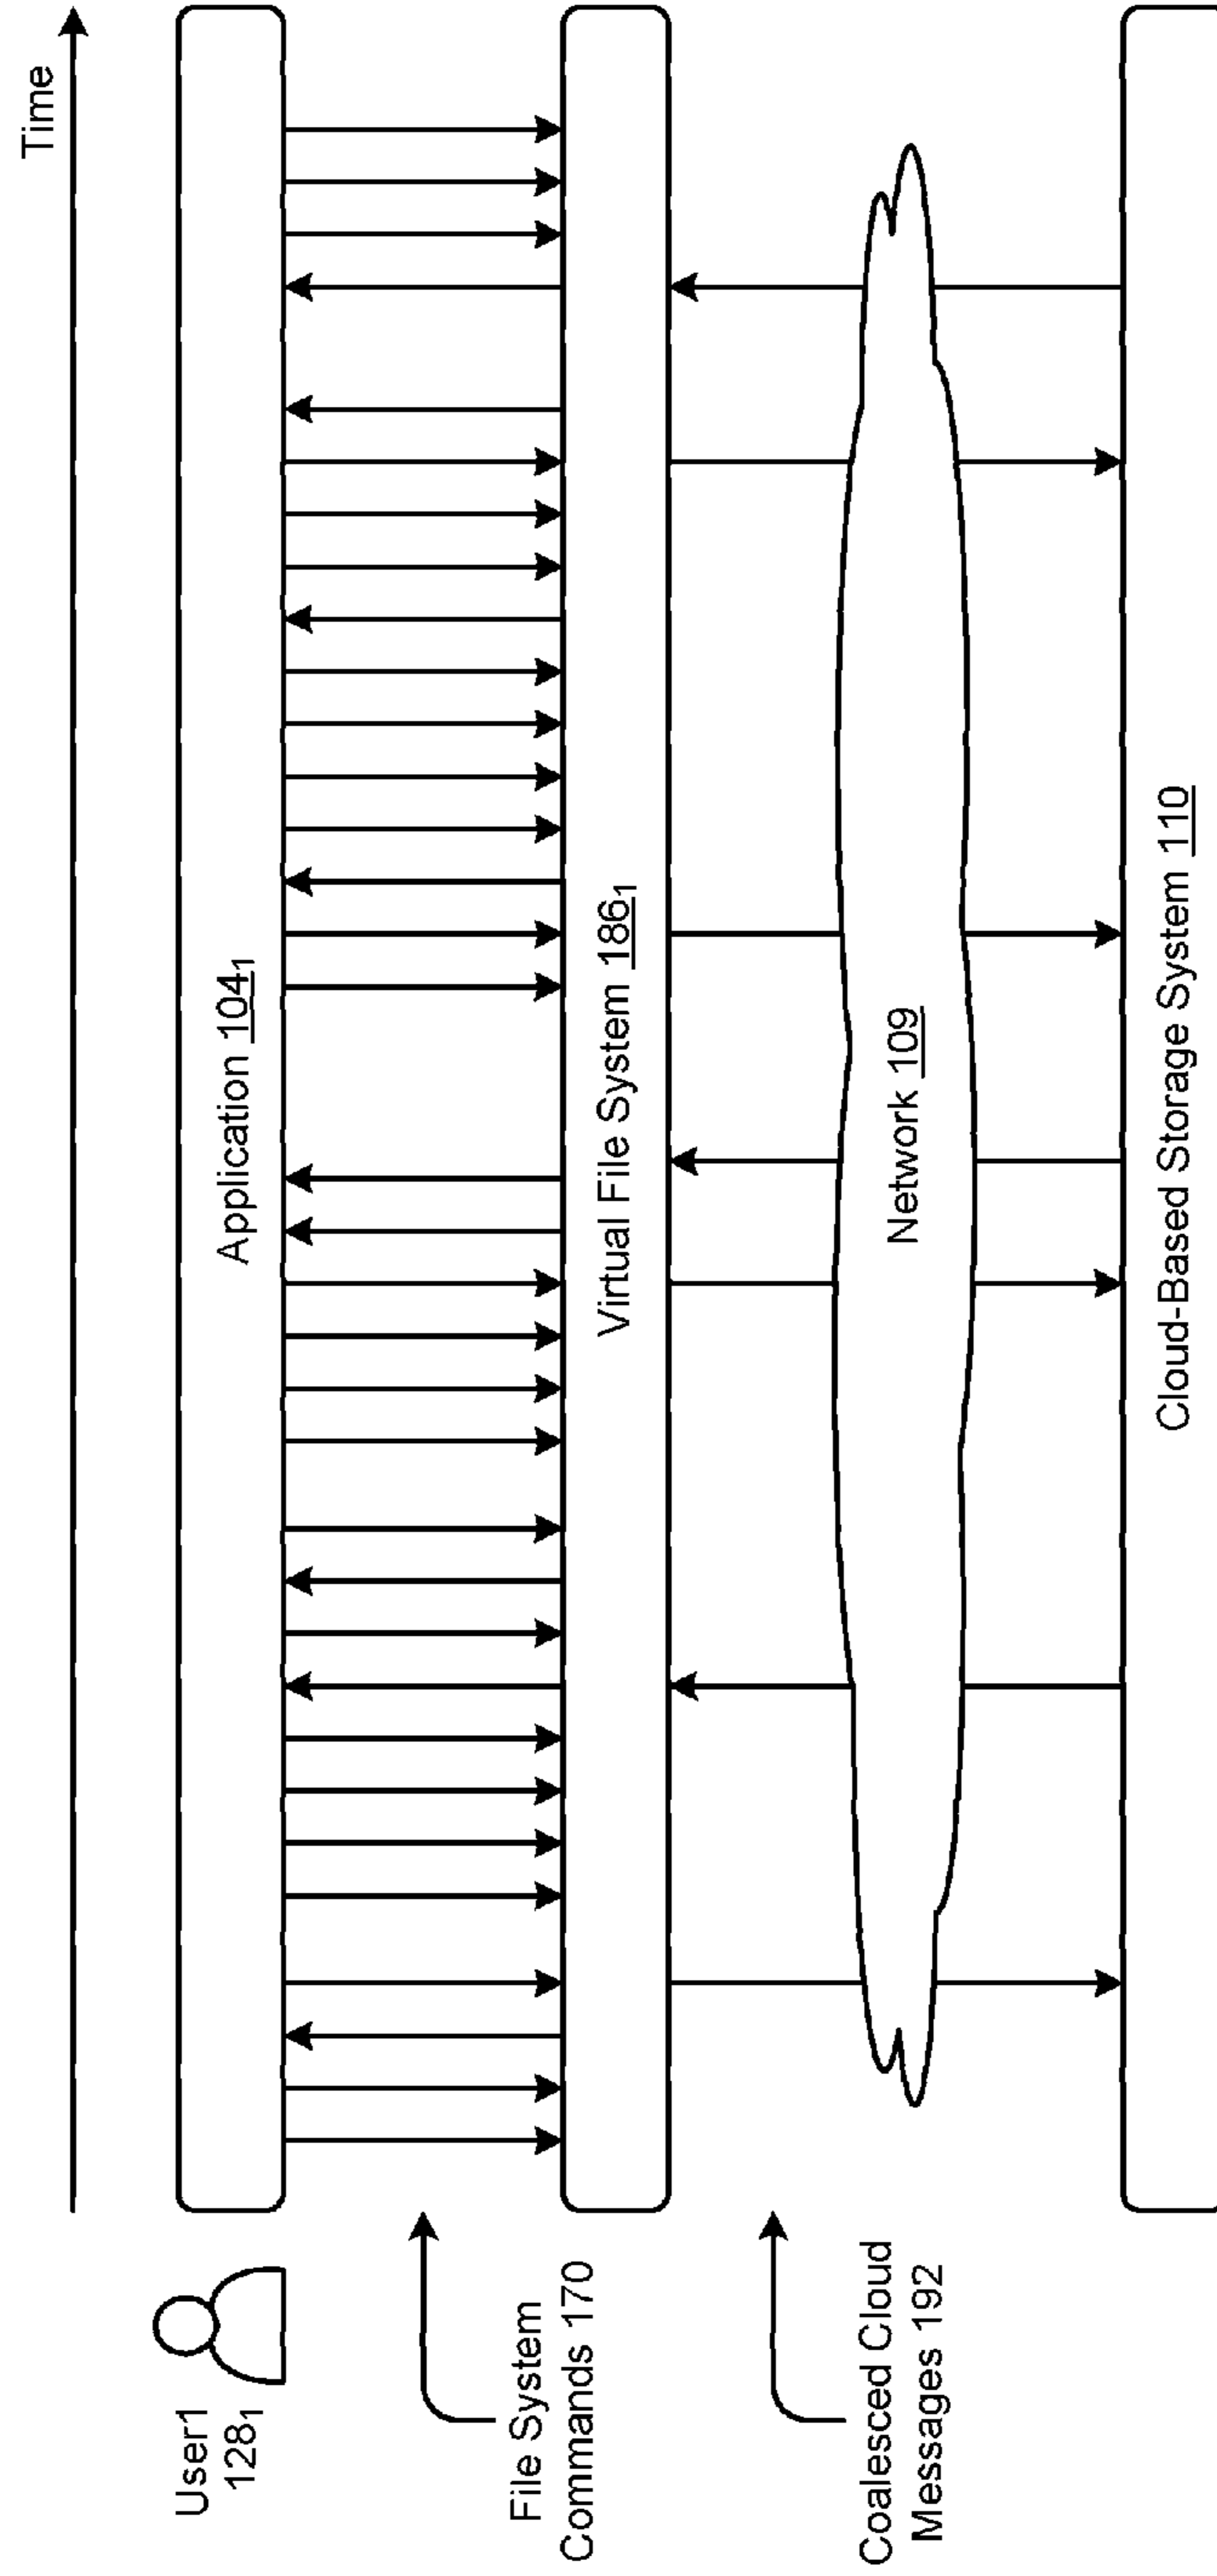 Time
User1
128₁
Application 104₁
File System
Commands 170
Virtual File System 186₁
Coalesced Cloud
Messages 192
Network 109
Cloud-Based Storage System 110